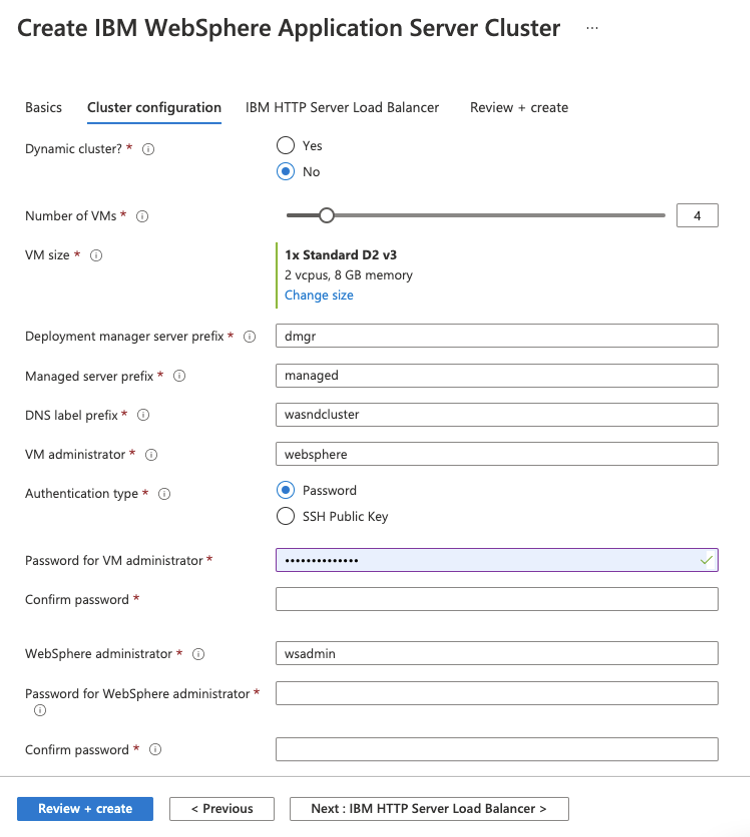 Create IBM WebSphere Application Server Cluster ...
Basics Cluster configuration IBM HTTP Server Load Balancer Review + create
Dynamic cluster? * Yes
No
Number of VMs * 4
VM size * 1x Standard D2 v3
2 vcpus, 8 GB memory
Change size
Deployment manager server prefix * dmgr
Managed server prefix * managed
DNS label prefix * wasndcluster
VM administrator * websphere
Authentication type * Password
SSH Public Key
Password for VM administrator * ••••••••••••••
Confirm password *
WebSphere administrator * wsadmin
Password for WebSphere administrator *
Confirm password *
Review + create < Previous Next : IBM HTTP Server Load Balancer >